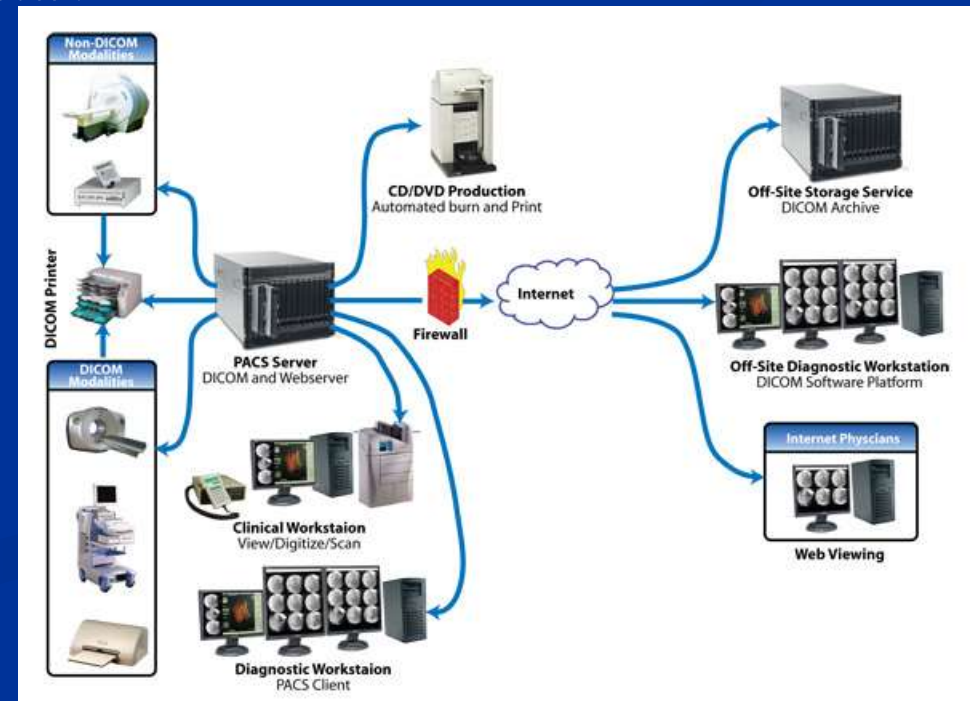 Non-DICOM
Modalities
CD/DVD Production
Automated burn and Print
Off-Site Storage Service
DICOM Archive
DICOM Printer
Internet
Firewall
PACS Server
DICOM and Webserver
Off-Site Diagnostic Workstation
DICOM Software Platform
DICOM
Modalities
Internet Physcians
Clinical Workstaion
View/Digitize/Scan
Web Viewing
Diagnostic Workstaion
PACS Client